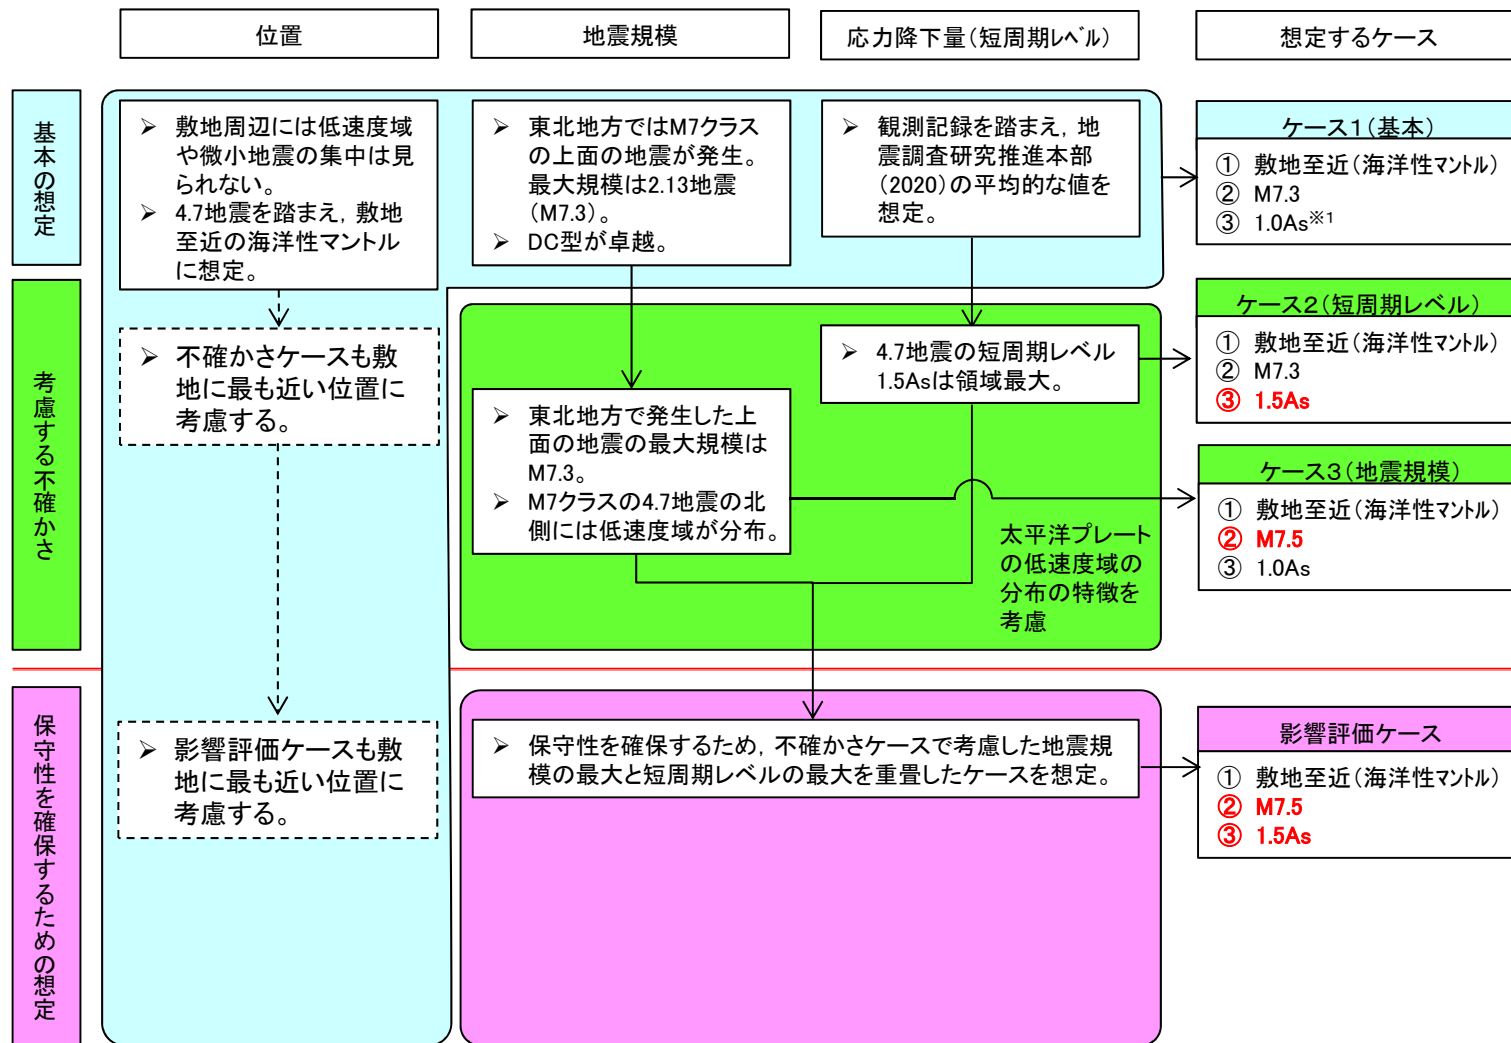 位置
地震規模
応力降下量(短周期レベル)
想定するケース
基本の想定
➢ 敷地周辺には低速度域
や微小地震の集中は見
られない。
➢ 4.7地震を踏まえ，敷地
至近の海洋性マントル
に想定。
➢ 東北地方ではM7クラス
の上面の地震が発生。
最大規模は2.13地震
(M7.3)。
➢ DC型が卓越。
➢ 観測記録を踏まえ，地
震調査研究推進本部
(2020)の平均的な値を
想定。
ケース1(基本)
① 敷地至近(海洋性マントル)
② M7.3
③ 1.0As※1
考慮する不確かさ
➢ 不確かさケースも敷
地に最も近い位置に
考慮する。
➢ 東北地方で発生した上
面の地震の最大規模は
M7.3。
➢ M7クラスの4.7地震の北
側には低速度域が分布。
➢ 4.7地震の短周期レベル
1.5Asは領域最大。
太平洋プレート
の低速度域の
分布の特徴を
考慮
ケース2(短周期レベル)
① 敷地至近(海洋性マントル)
② M7.3
③ 1.5As
ケース3(地震規模)
① 敷地至近(海洋性マントル)
② M7.5
③ 1.0As
保守性を確保するための想定
➢ 影響評価ケースも敷
地に最も近い位置に
考慮する。
➢ 保守性を確保するため，不確かさケースで考慮した地震規
模の最大と短周期レベルの最大を重畳したケースを想定。
影響評価ケース
① 敷地至近(海洋性マントル)
② M7.5
③ 1.5As